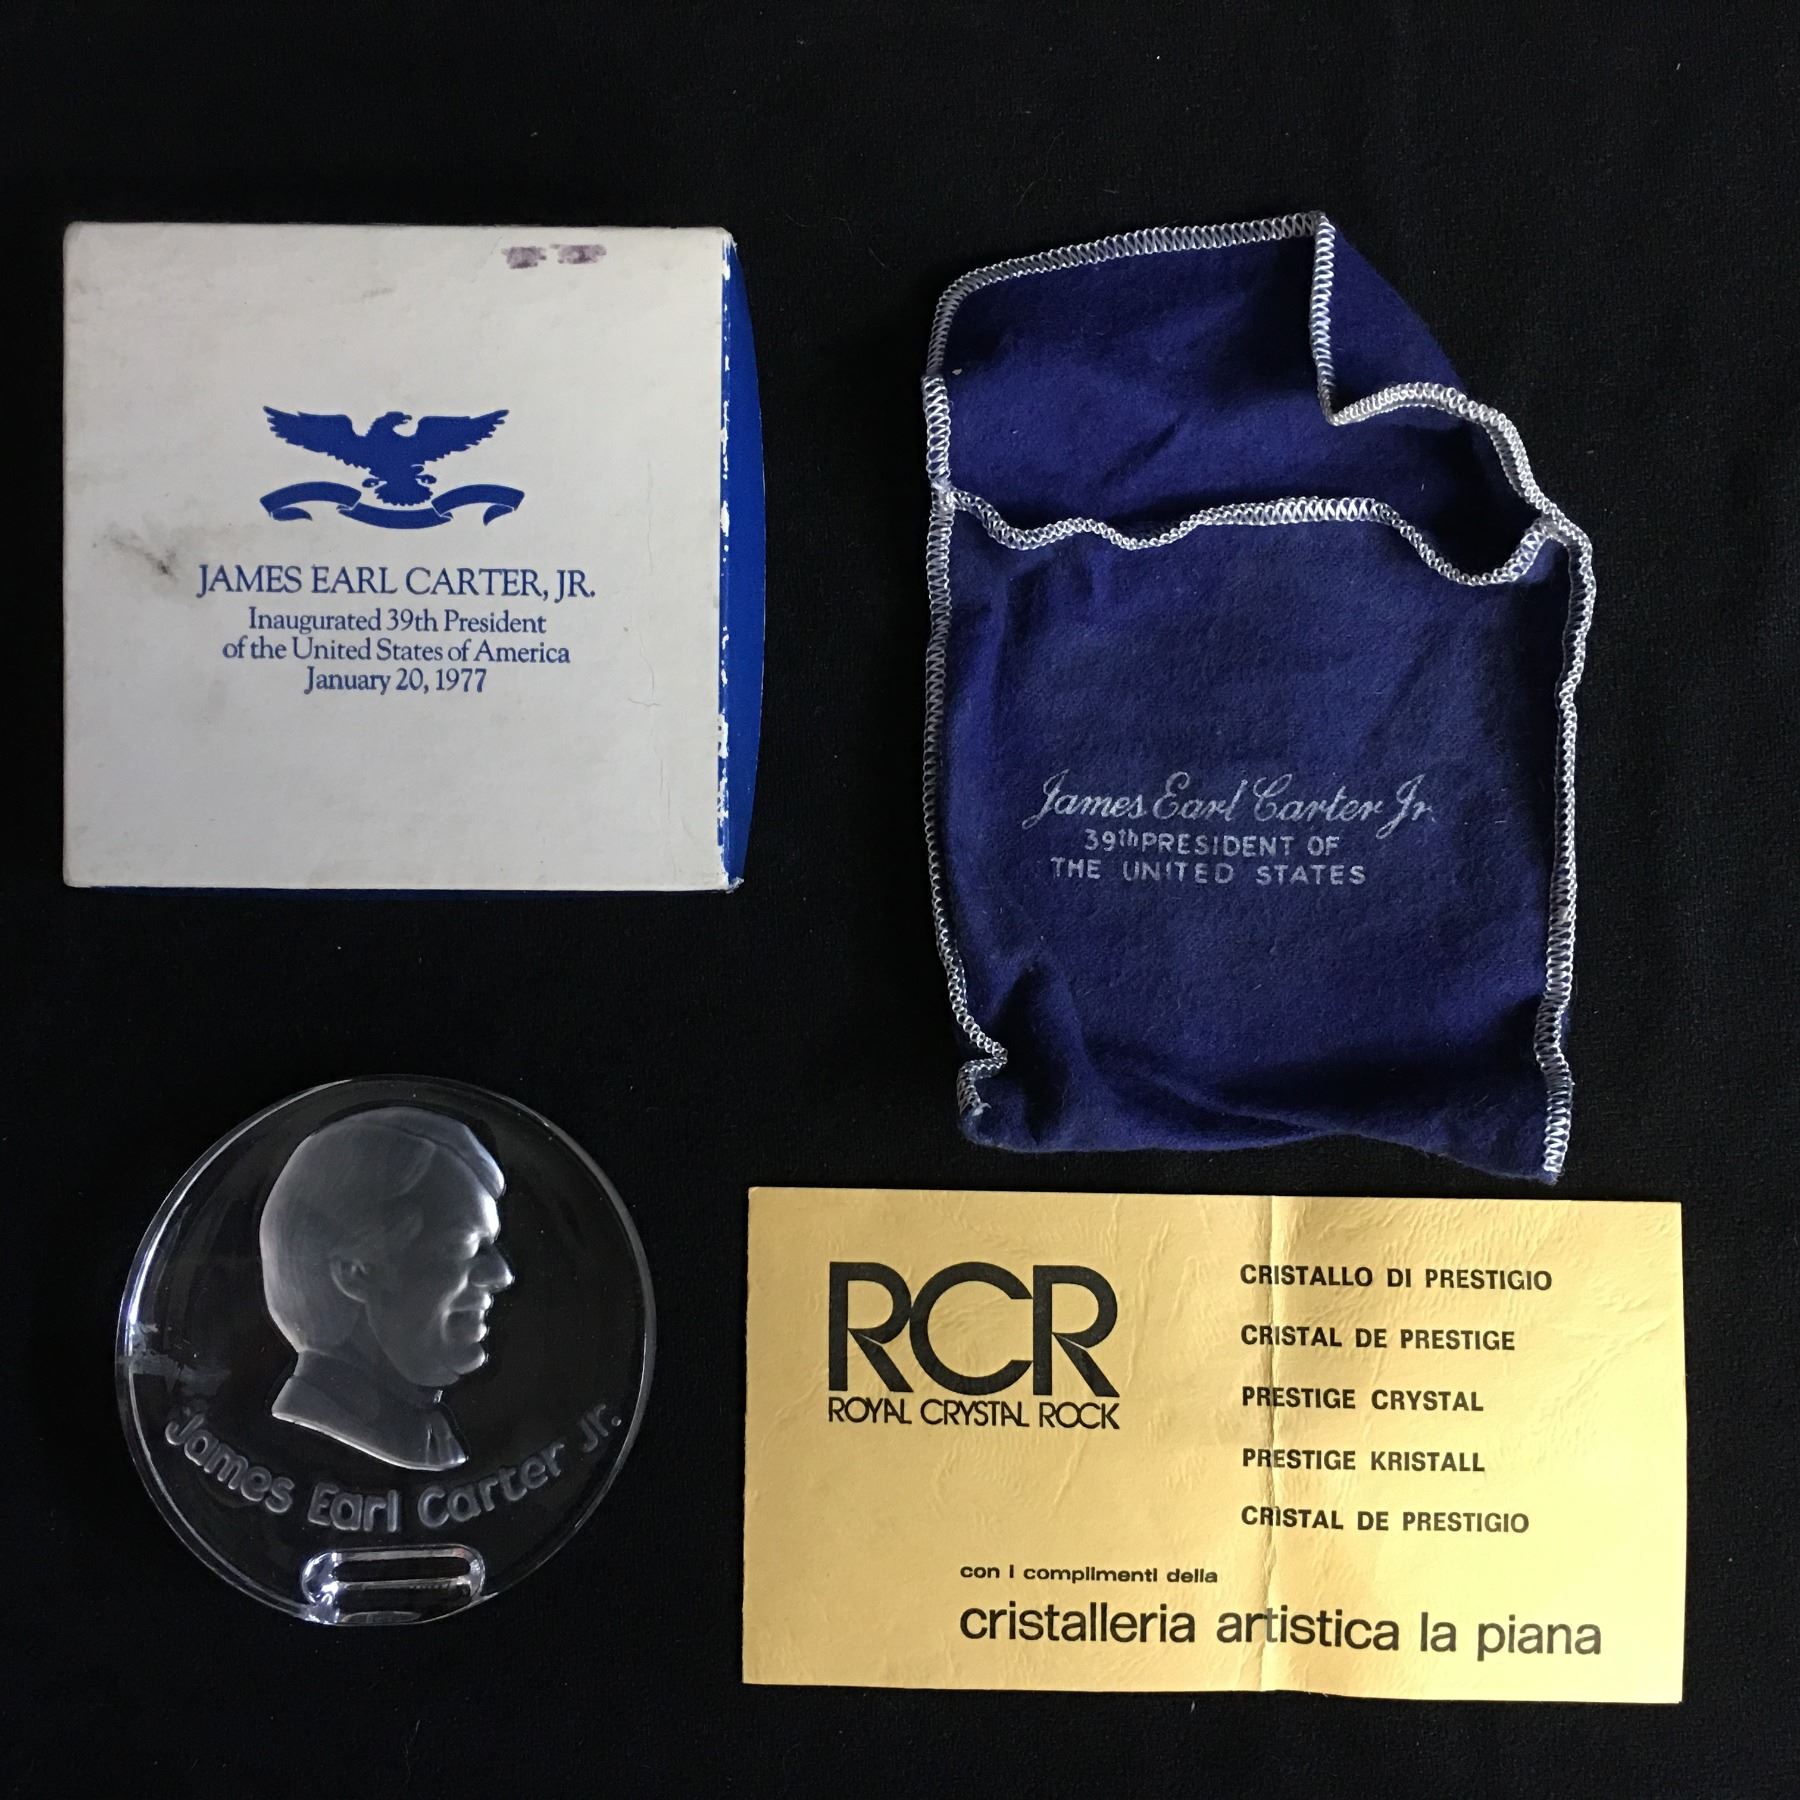 JAMES EARL CARTER, JR.
Inaugurated 39th President
of the United States of America
January 20, 1977
James Earl Carter Jr.
39th PRESIDENT OF
THE UNITED STATES
James Earl Carter Jr.
RCR
ROYAL CRYSTAL ROCK
CRISTALLO DI PRESTIGIO
CRISTAL DE PRESTIGE
PRESTIGE CRYSTAL
PRESTIGE KRISTALL
CRISTAL DE PRESTIGIO
con i complimenti della
cristalleria artistica la piana